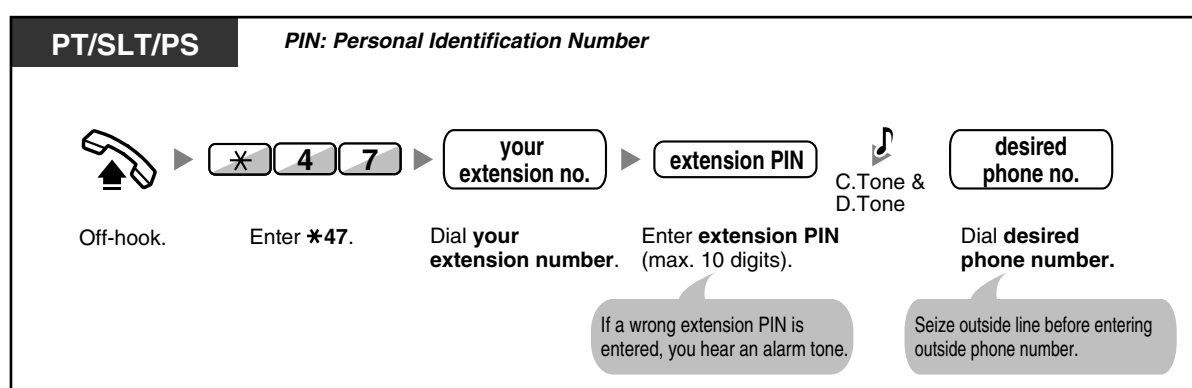 PT/SLT/PS
PIN: Personal Identification Number
* 4 7
your
extension no.
extension PIN
C.Tone &
D.Tone
desired
phone no.
Off-hook.
Enter *47.
Dial your
extension number.
Enter extension PIN
(max. 10 digits).
Dial desired
phone number.
If a wrong extension PIN is
entered, you hear an alarm tone.
Seize outside line before entering
outside phone number.